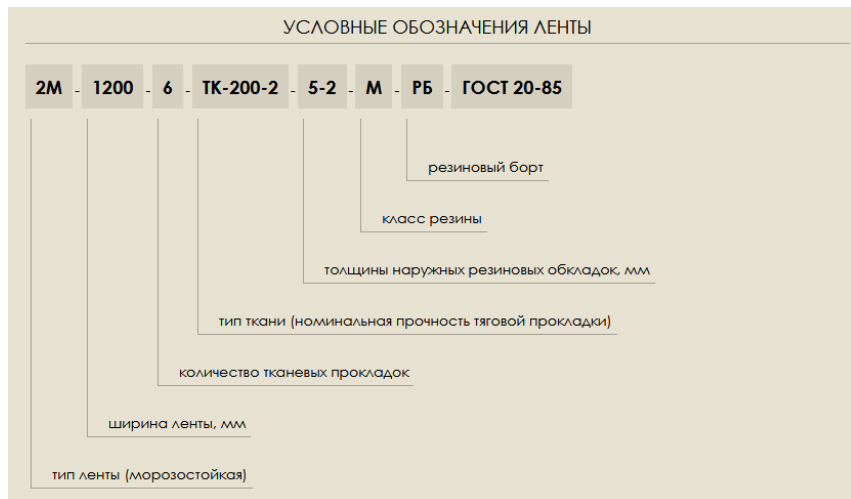 УСЛОВНЫЕ ОБОЗНАЧЕНИЯ ЛЕНТЫ
2М - 1200 - 6 - ТК-200-2 - 5-2 - М - РБ - ГОСТ 20-85
резиновый борт
класс резины
толщины наружных резиновых обкладок, мм
тип ткани (номинальная прочность тяговой прокладки)
количество тканевых прокладок
ширина ленты, мм
тип ленты (морозостойкая)